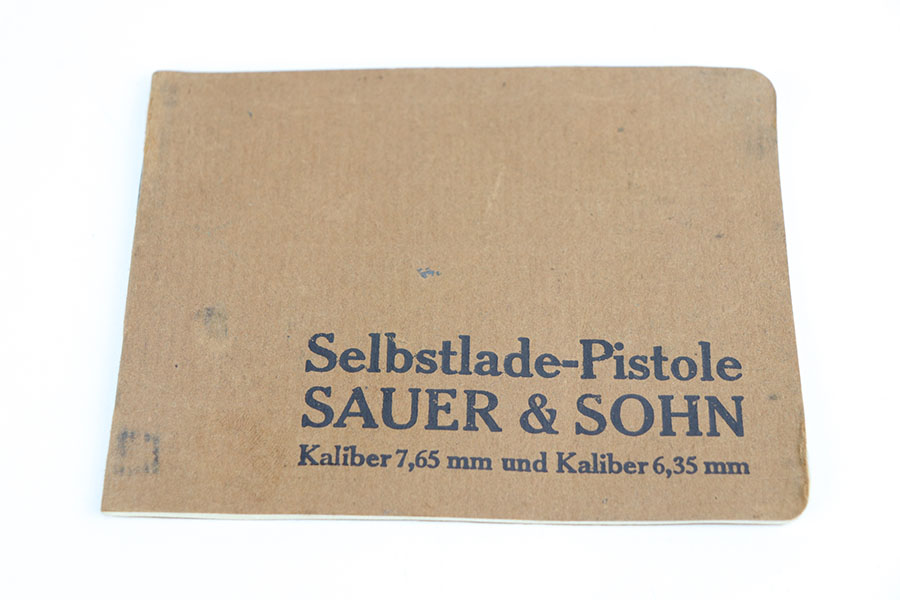 Selbstlade-Pistole
SAUER & SOHN
Kaliber 7,65 mm und Kaliber 6,35 mm